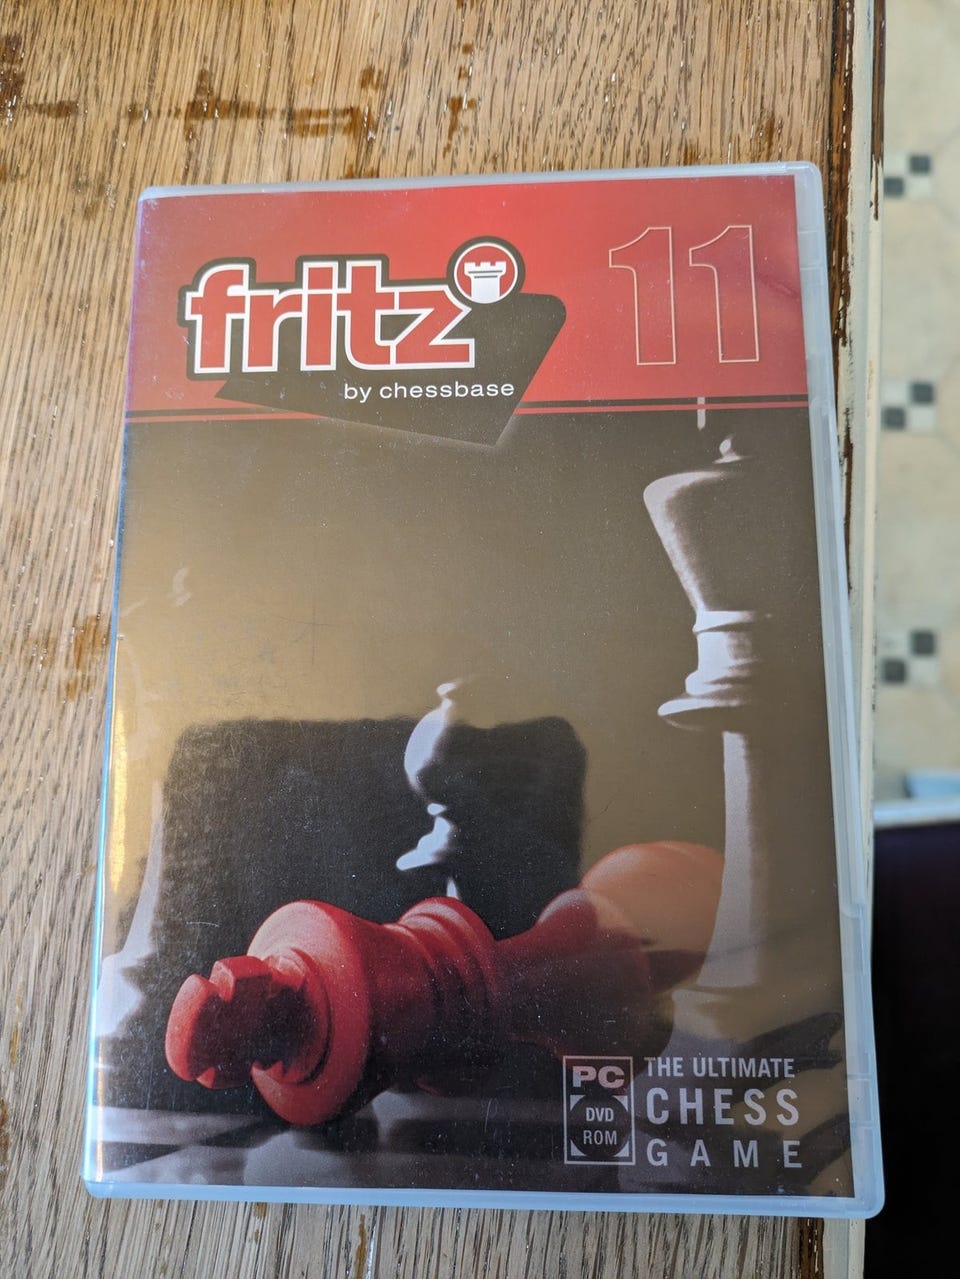 fritz
by chessbase
11
PC
DVD
ROM
THE ULTIMATE
CHESS
GAME